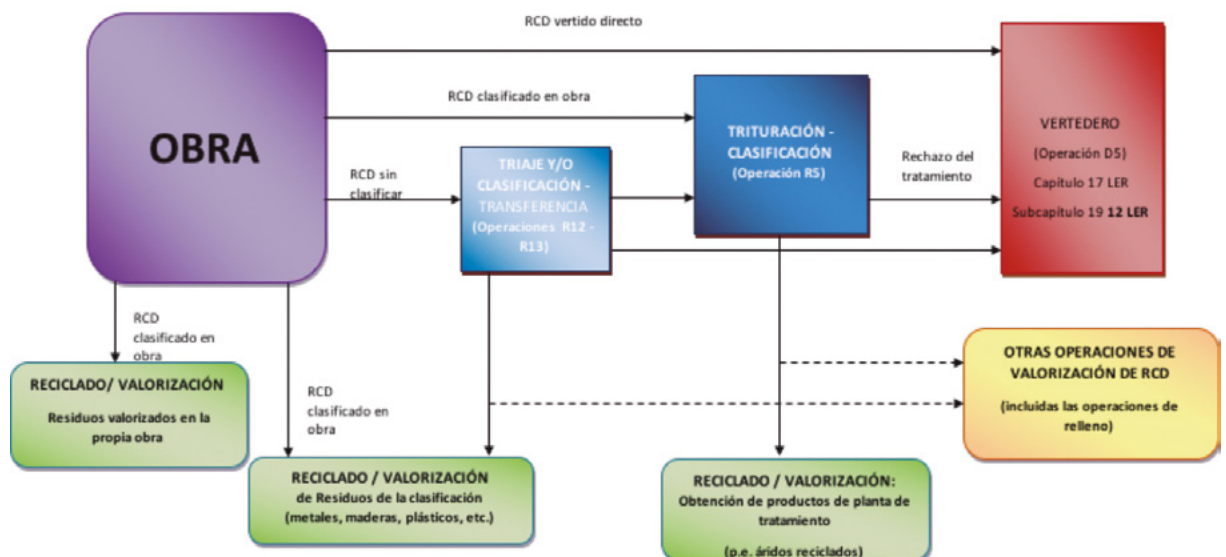 RCD vertido directo
OBRA
RCD clasificado en obra
RCD sin
clasificar
TRIAJE Y/O
CLASIFICACIÓN -
TRANSFERENCIA
(Operaciones R12 -
R13)
TRITURACIÓN -
CLASIFICACIÓN
(Operación R5)
Rechazo del
tratamiento
VERTEDERO
(Operación D5)
Capítulo 17 LER
Subcapítulo 19 12 LER
RCD
clasificado en
obra
RECICLADO/ VALORIZACIÓN
Residuos valorizados en la
propia obra
RCD
clasificado en
obra
RECICLADO / VALORIZACIÓN
de Residuos de la clasificación
(metales, maderas, plásticos, etc.)
RECICLADO / VALORIZACIÓN:
Obtención de productos de planta de
tratamiento
(p.e. áridos reciclados)
OTRAS OPERACIONES DE
VALORIZACIÓN DE RCD
(incluidas las operaciones de
relleno)